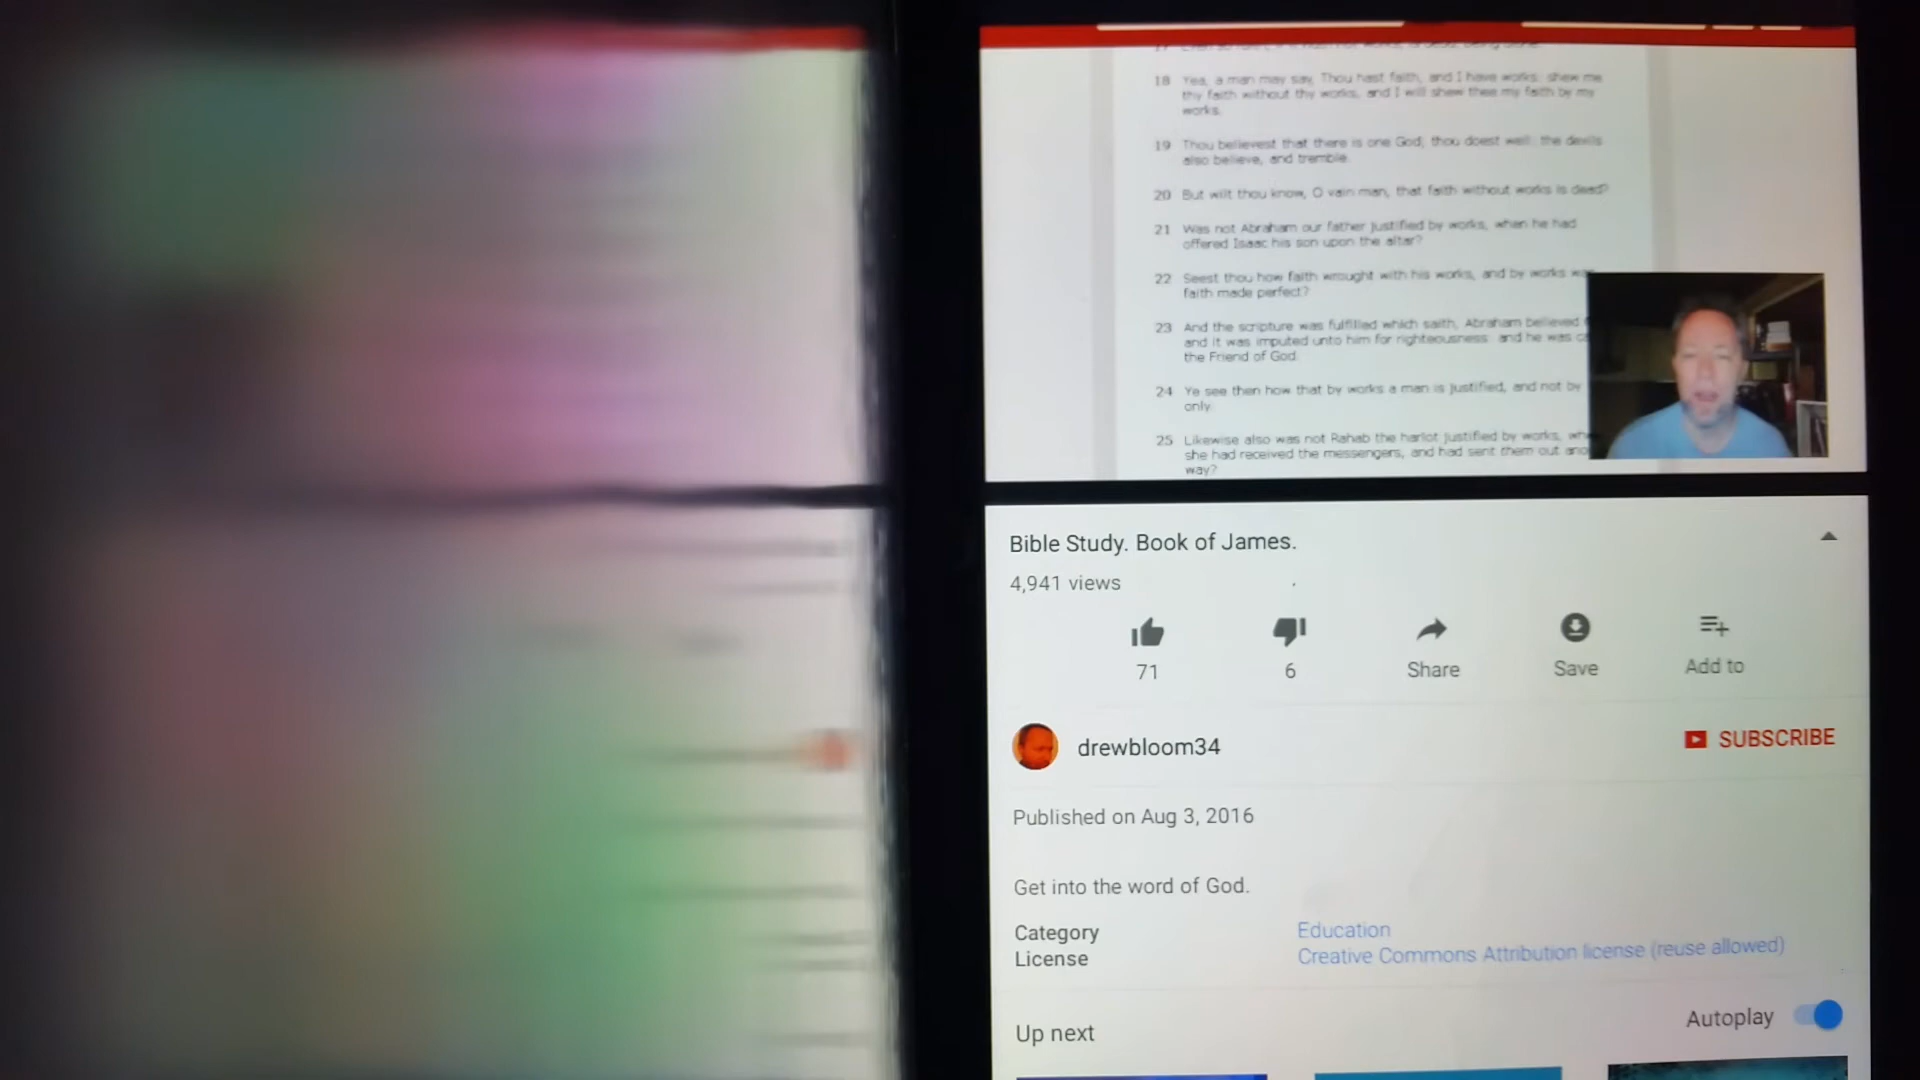 18 Yea, a man may say, Thou hast faith, and I have works: shew me
thy faith without thy works, and I will shew thee my faith by my
works.
19 Thou believest that there is one God; thou doest well: the devils
also believe, and tremble.
20 But wilt thou know, O vain man, that faith without works is dead?
21 Was not Abraham our father justified by works, when he had
offered Isaac his son upon the altar?
22 Seest thou how faith wrought with his works, and by works
faith made perfect?
23 And the scripture was fulfilled which saith, Abraham believed
and it was imputed unto him for righteousness: and he was
the Friend of God.
24 Ye see then how that by works a man is justified, and not by
only.
25 Likewise also was not Rahab the harlot justified by works,
she had received the messengers, and had sent them out
way?
Bible Study. Book of James.
4,941 views
71
6
Share
Save
Add to
drewbloom34
SUBSCRIBE
Published on Aug 3, 2016
Get into the word of God.
Category
Education
License
Creative Commons Attribution license (reuse allowed)
Up next
Autoplay